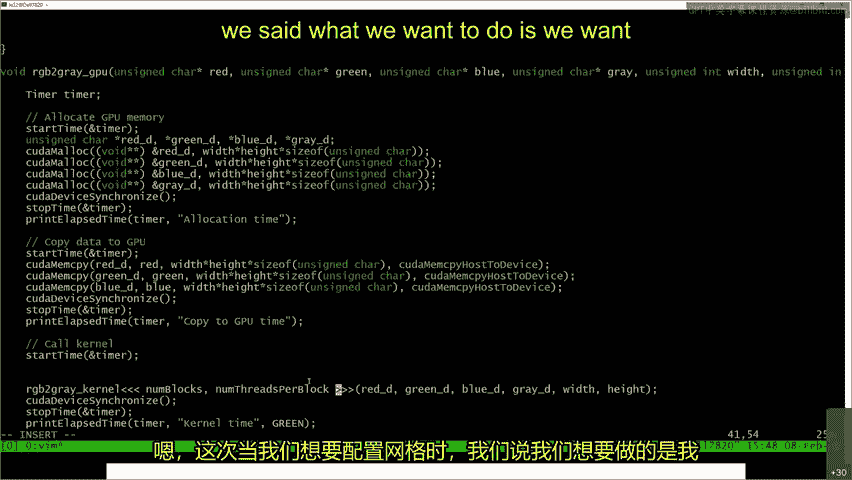 we said what we want to do is we want
}
void rgb2gray_gpu(unsigned char* red, unsigned char* green, unsigned char* blue, unsigned char* gray, unsigned int width, unsigned in
Timer timer;
// Allocate GPU memory
startTime(&timer);
unsigned char *red_d, *green_d, *blue_d, *gray_d;
cudaMalloc((void**) &red_d, width*height*sizeof(unsigned char));
cudaMalloc((void**) &green_d, width*height*sizeof(unsigned char));
cudaMalloc((void**) &blue_d, width*height*sizeof(unsigned char));
cudaMalloc((void**) &gray_d, width*height*sizeof(unsigned char));
cudaDeviceSynchronize();
stopTime(&timer);
printElapsedTime(timer, "Allocation time");
// Copy data to GPU
startTime(&timer);
cudaMemcpy(red_d, red, width*height*sizeof(unsigned char), cudaMemcpyHostToDevice);
cudaMemcpy(green_d, green, width*height*sizeof(unsigned char), cudaMemcpyHostToDevice);
cudaMemcpy(blue_d, blue, width*height*sizeof(unsigned char), cudaMemcpyHostToDevice);
cudaDeviceSynchronize();
stopTime(&timer);
printElapsedTime(timer, "Copy to GPU time");
// Call kernel
startTime(&timer);
rgb2gray_kernel<<< numBlocks, numThreadsPerBlock >>>(red_d, green_d, blue_d, gray_d, width, height);
cudaDeviceSynchronize();
stopTime(&timer);
printElapsedTime(timer, "Kernel time", GREEN);
-- INSERT -- 41,54 25
[0] 0:vim* 15:48 08-
嗯，这次当我们想要配置网格时，我们说我们想要做的是我
+30